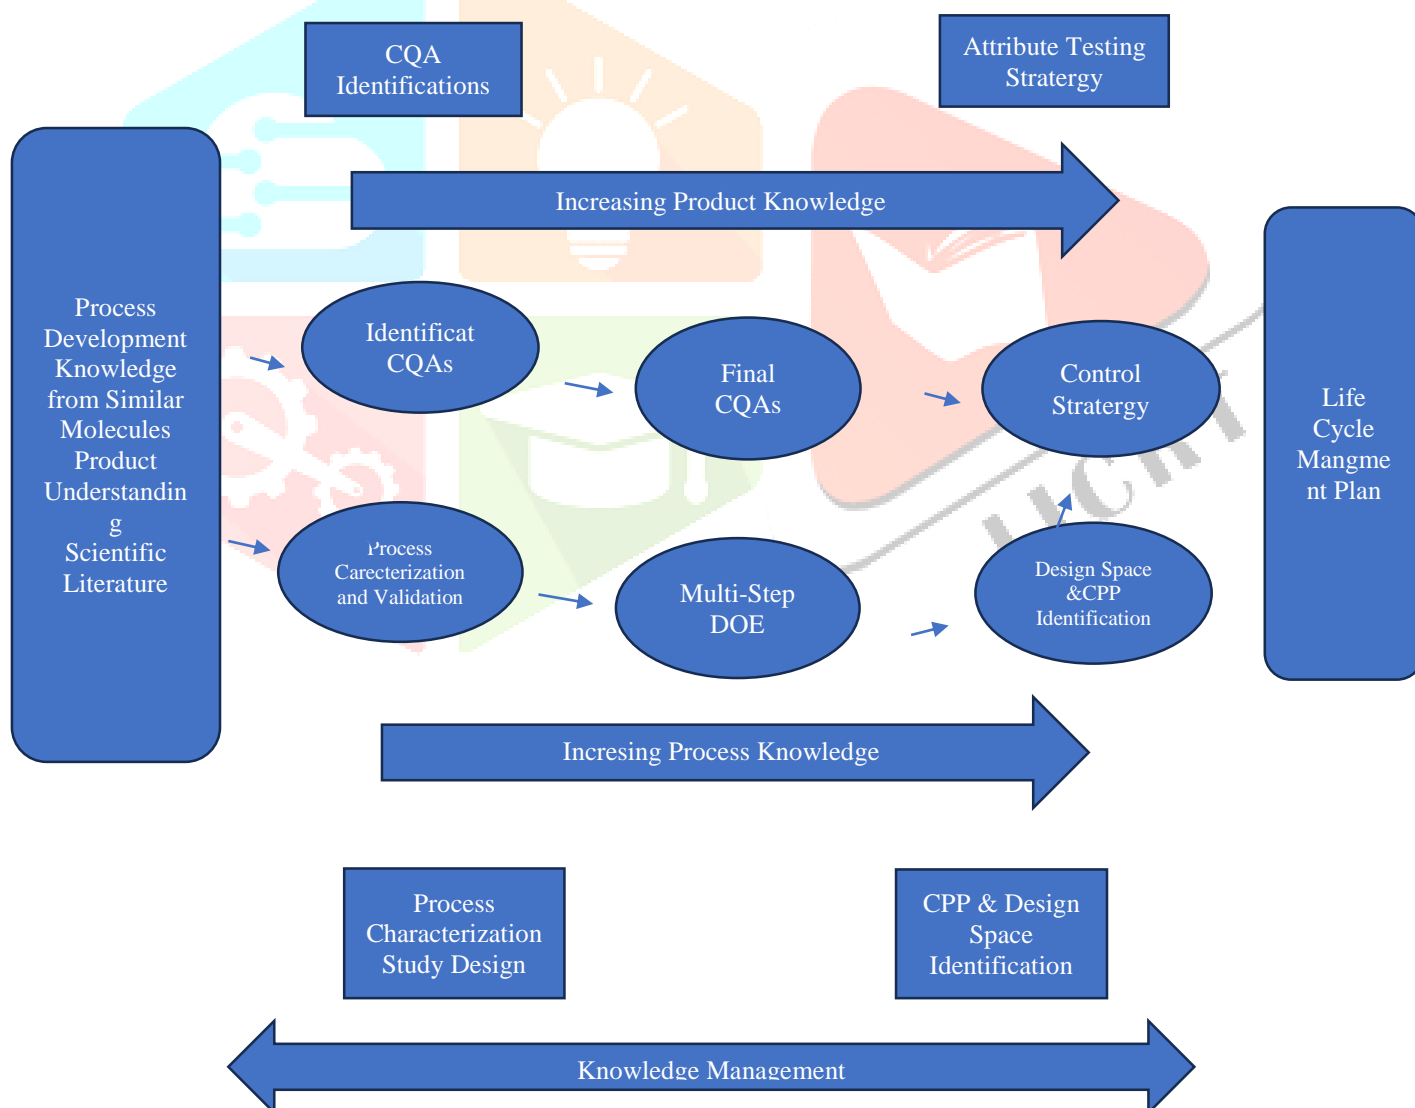 CQA
Identifications
Attribute Testing
Stratergy
Increasing Product Knowledge
Process
Development
Knowledge
from Similar
Molecules
Product
Understandin
g
Scientific
Literature
Identificat
CQAs
Final
CQAs
Control
Stratergy
Life
Cycle
Mangme
nt Plan
Process
Carecterization
and Validation
Multi-Step
DOE
Design Space
&CPP
Identification
Incresing Process Knowledge
Process
Characterization
Study Design
CPP & Design
Space
Identification
Knowledge Management